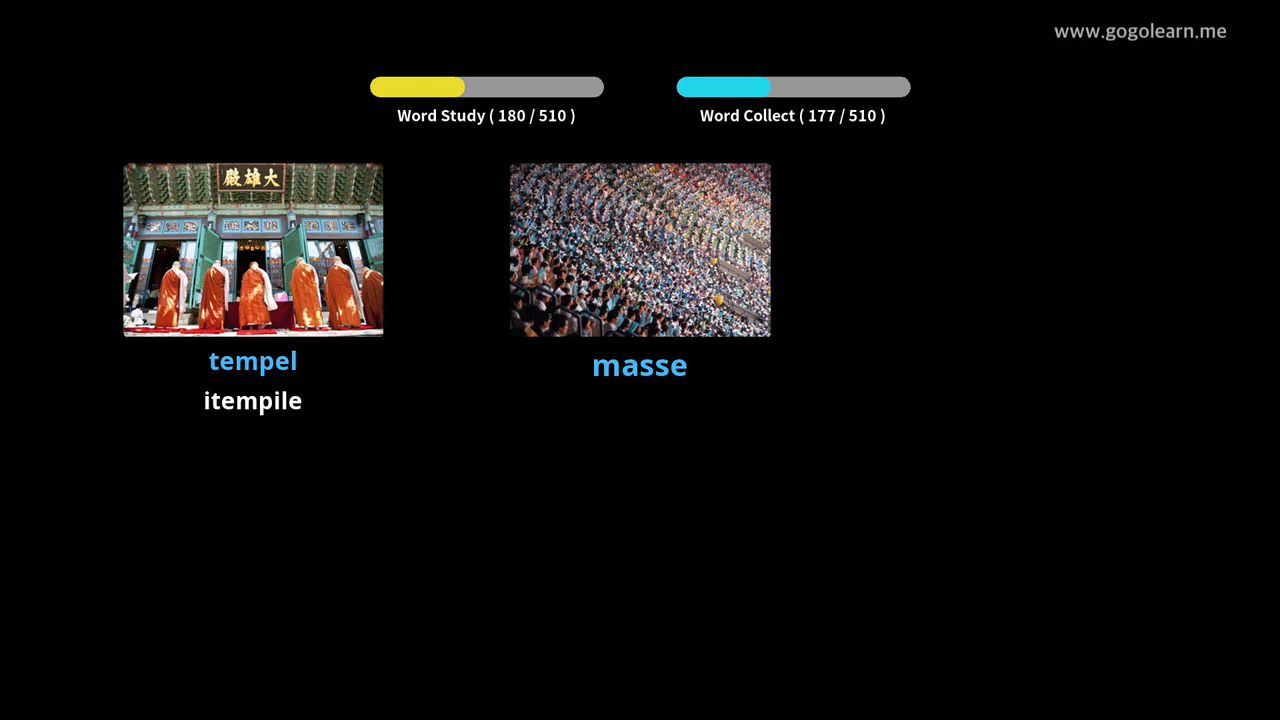 www.gogolearn.me
Word Study ( 180 / 510 )
Word Collect ( 177 / 510 )
大雄殿
tempel
masse
itempile